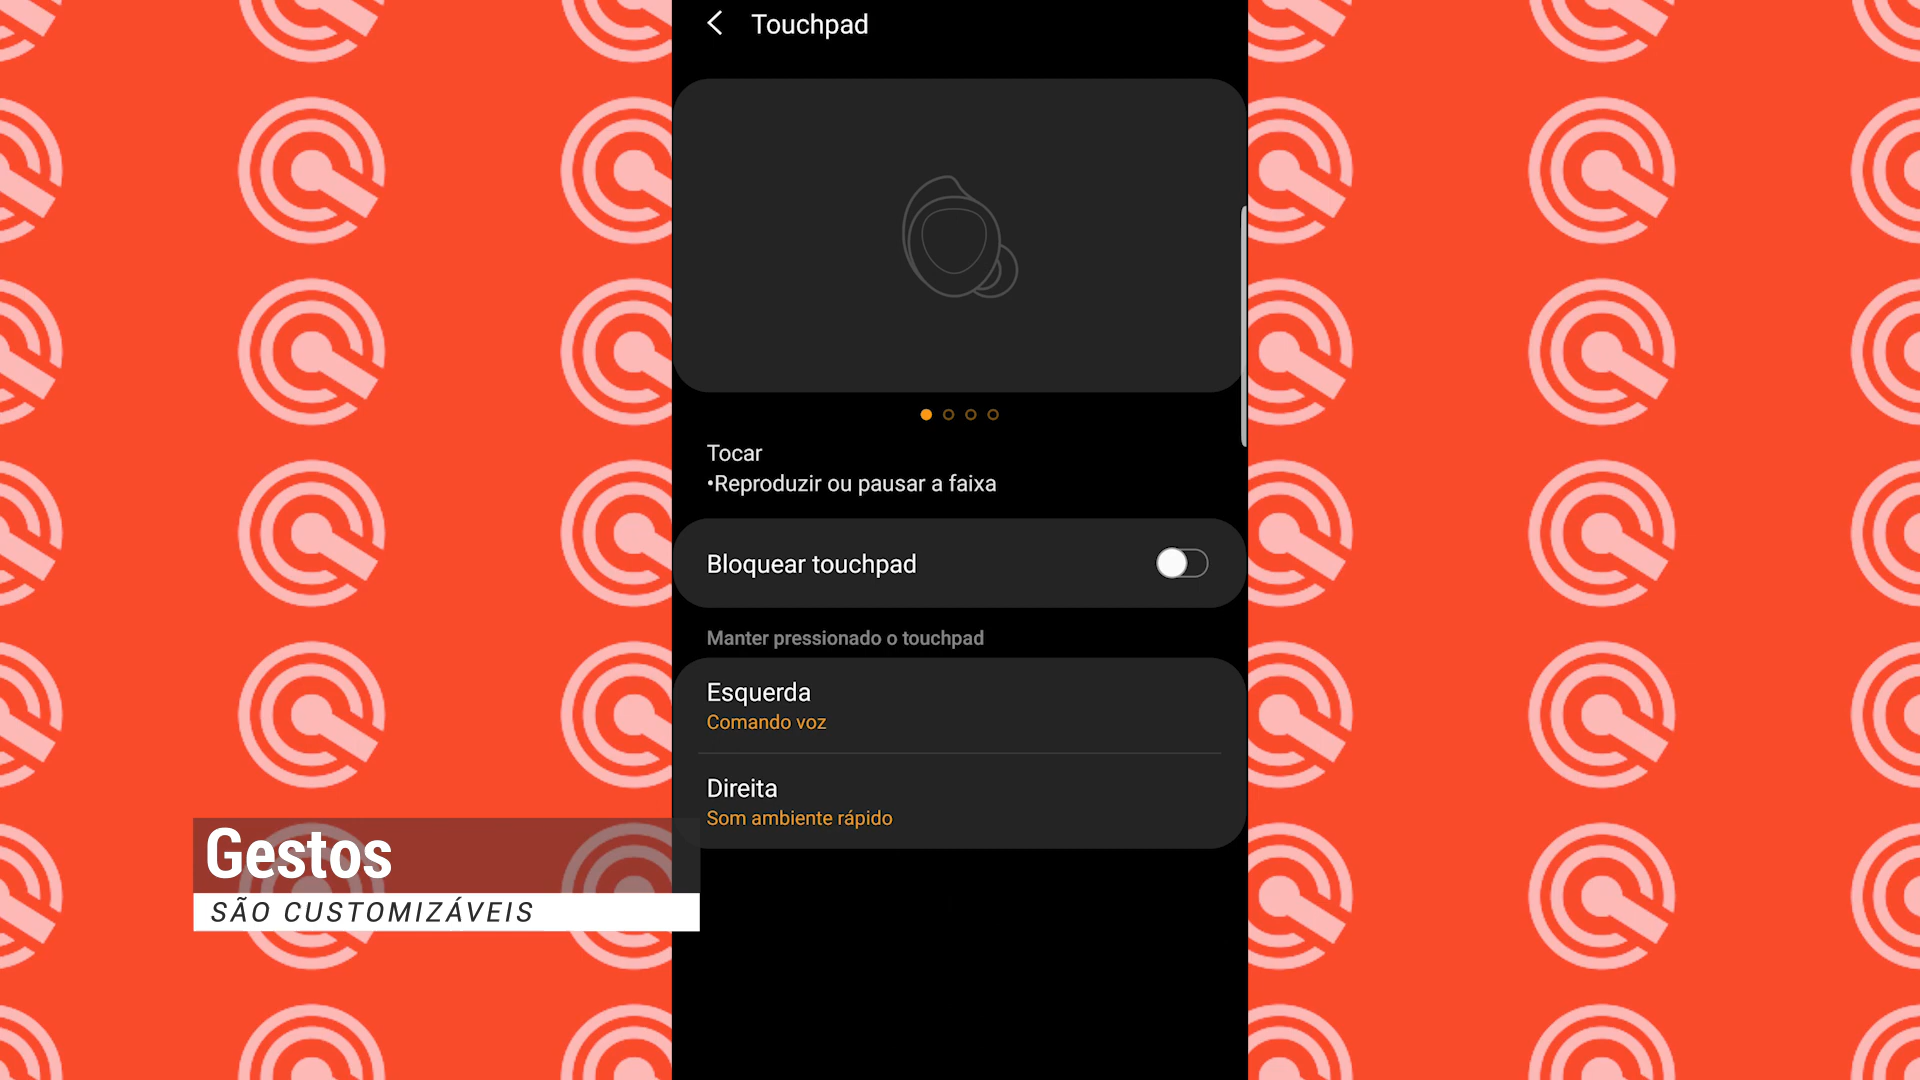 Touchpad
Tocar
•Reproduzir ou pausar a faixa
Bloquear touchpad
Manter pressionado o touchpad
Esquerda
Comando voz
Direita
Som ambiente rápido
Gestos
SÃO CUSTOMIZÁVEIS